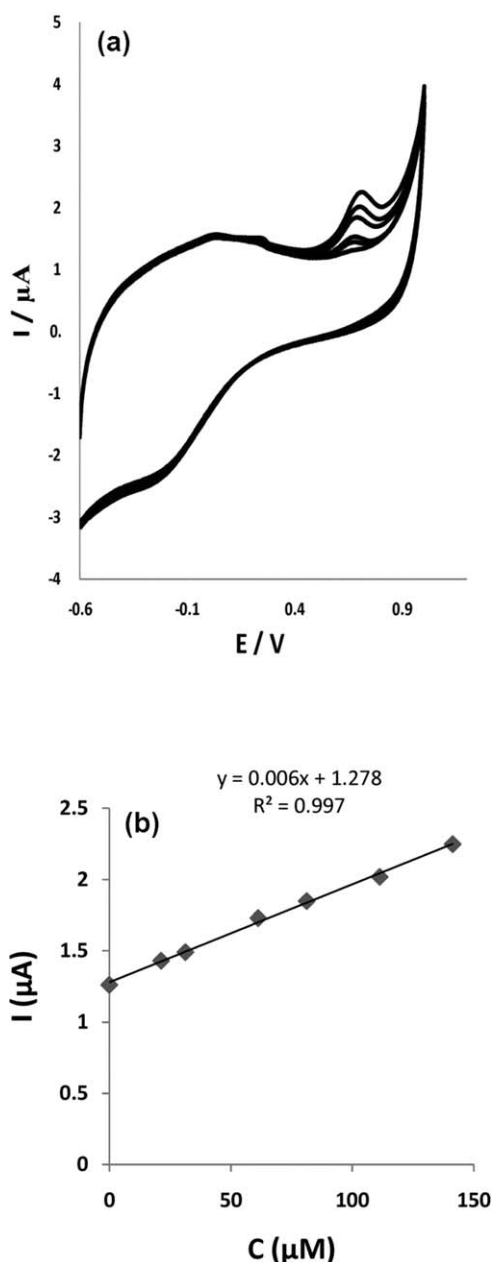 (a)
5
4
3
2
1
0.
-1
-2
-3
-4
I / µA
-0.6 -0.1 0.4 0.9
E / V
y = 0.006x + 1.278
R² = 0.997
(b)
2.5
2
1.5
1
0.5
0
I (µA)
0 50 100 150
C (µM)